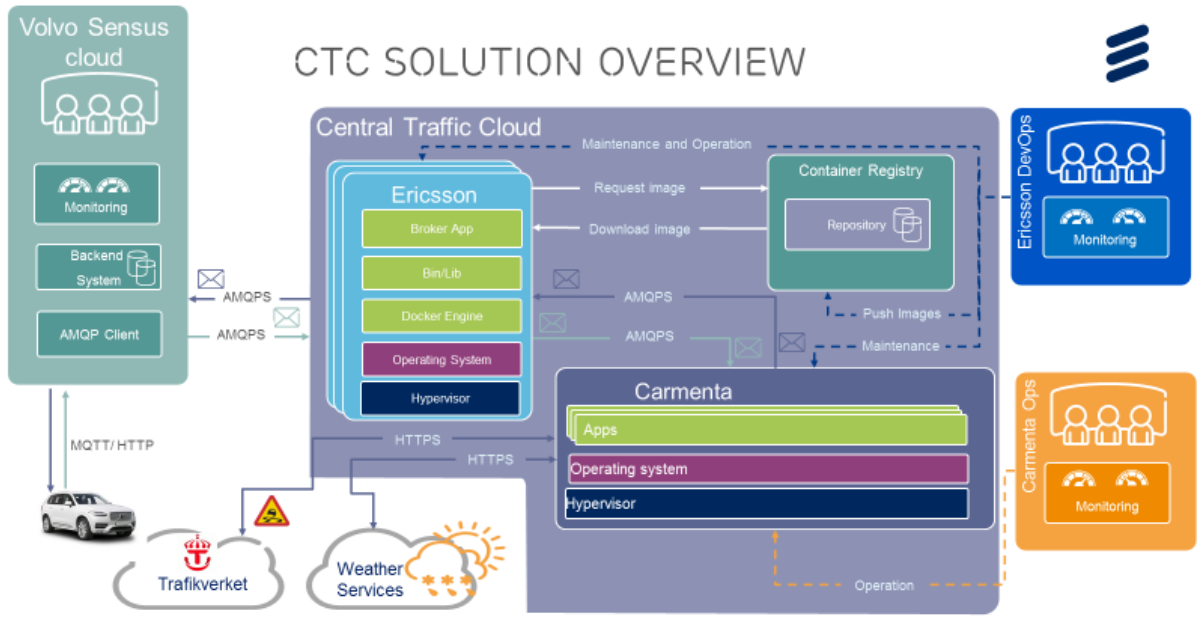 Volvo Sensus
cloud
CTC SOLUTION OVERVIEW
Monitoring
Backend
System
AMQP Client
AMQPS
AMQPS
MQTT/ HTTP
Central Traffic Cloud
Maintenance and Operation
Ericsson
Broker App
Bin/Lib
Docker Engine
Operating System
Hypervisor
Request image
Download image
Container Registry
Repository
AMQPS
AMQPS
Push Images
Maintenance
Carmenta
Apps
Operating system
Hypervisor
HTTPS
HTTPS
Trafikverket
Weather
Services
Operation
Ericsson DevOps
Monitoring
Carmenta Ops
Monitoring